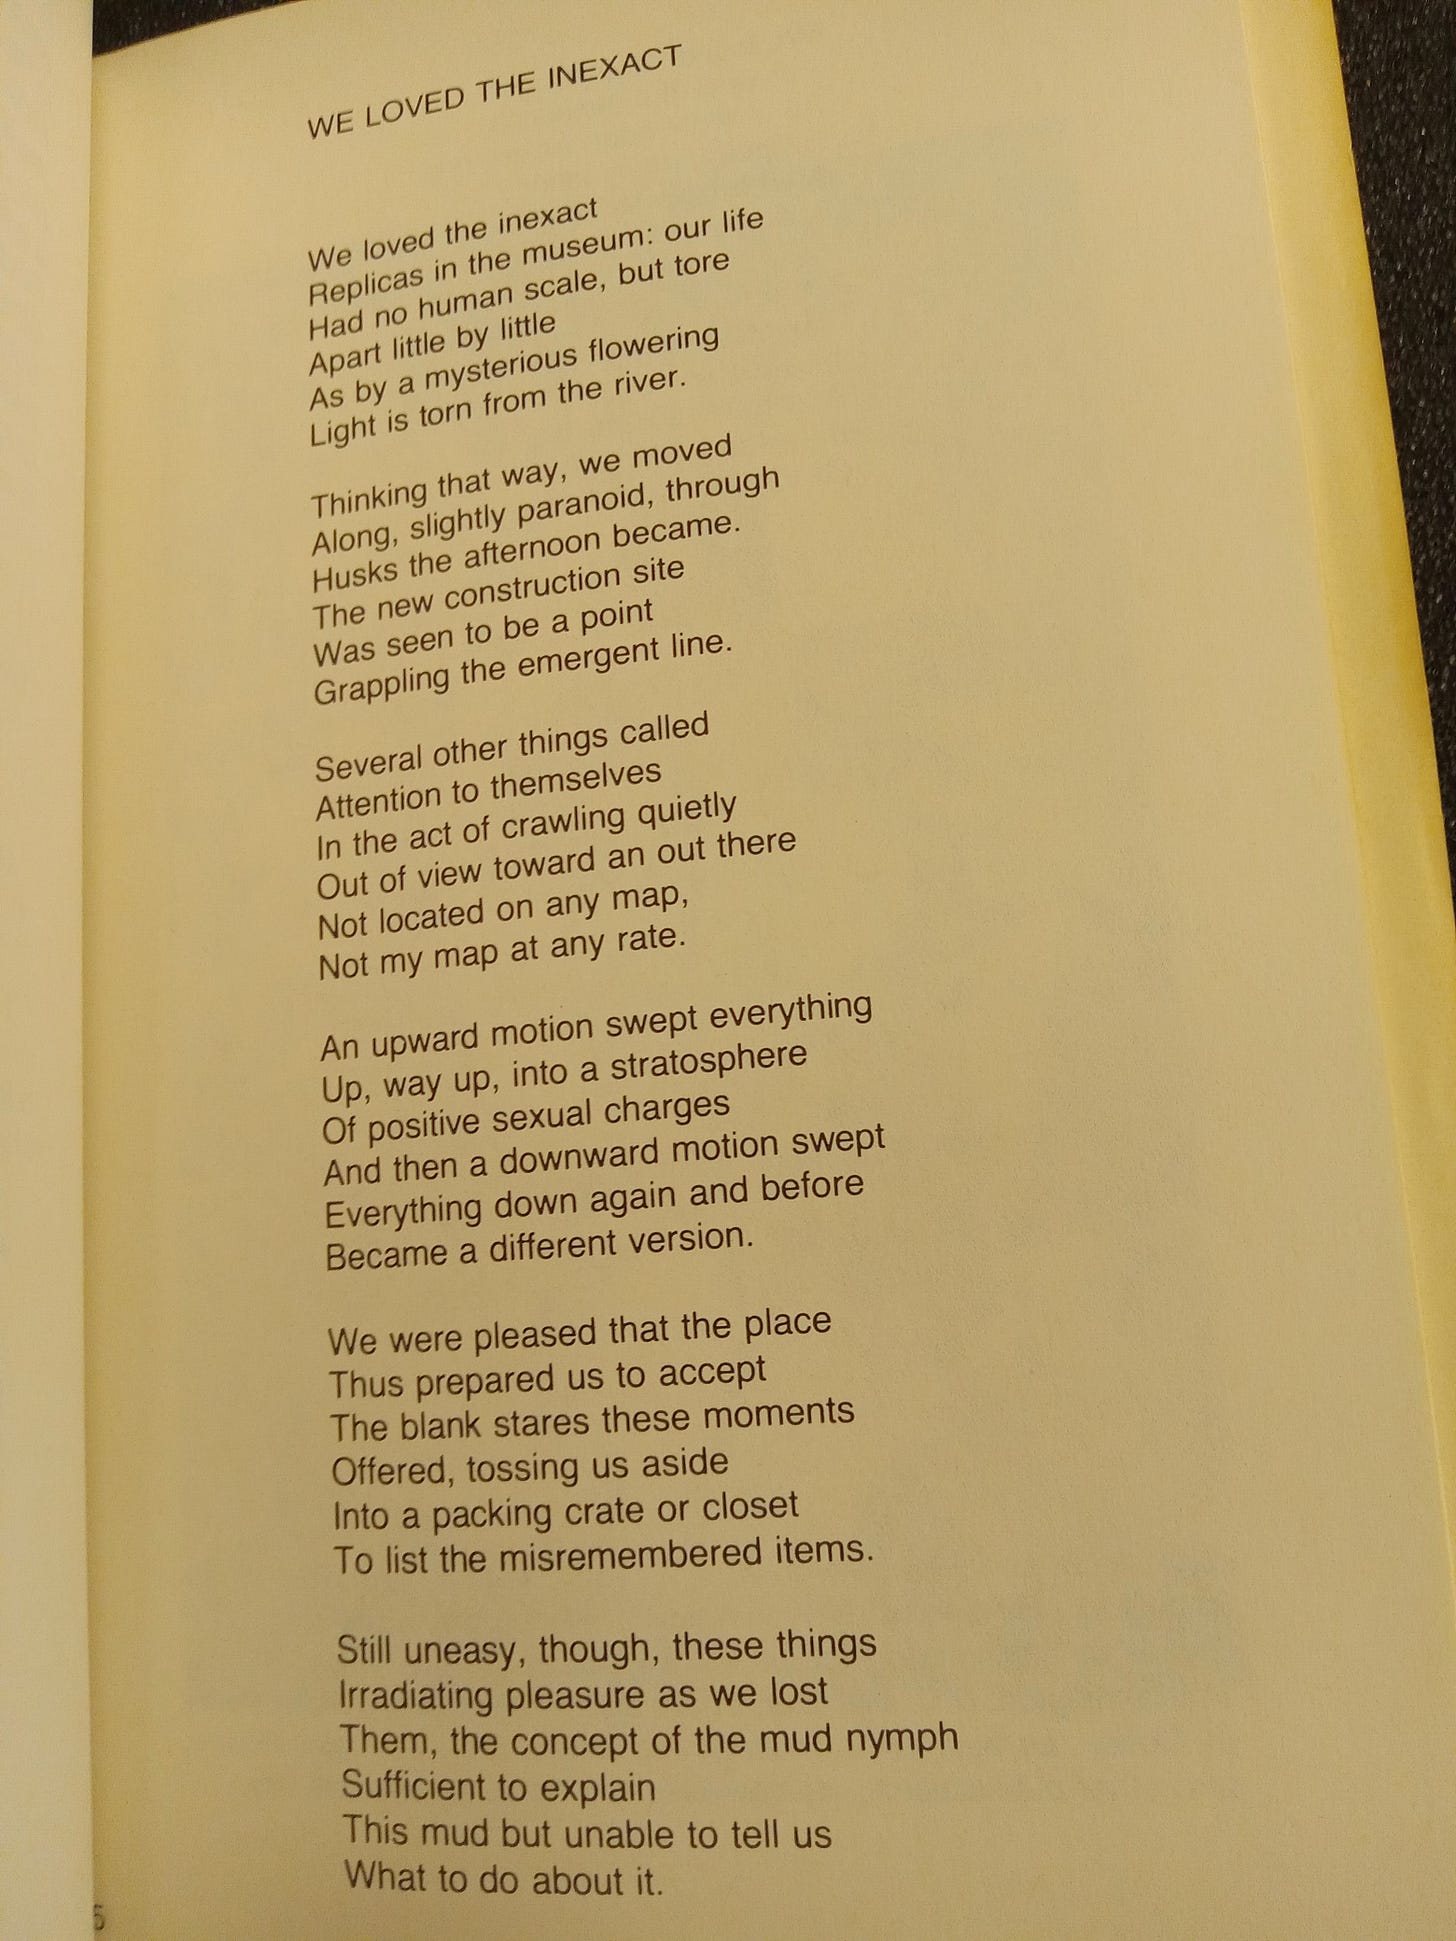 WE LOVED THE INEXACT
We loved the inexact
Replicas in the museum: our life
Had no human scale, but tore
Apart little by little
As by a mysterious flowering
Light is torn from the river.
Thinking that way, we moved
Along, slightly paranoid, through
Husks the afternoon became.
The new construction site
Was seen to be a point
Grappling the emergent line.
Several other things called
Attention to themselves
In the act of crawling quietly
Out of view toward an out there
Not located on any map,
Not my map at any rate.
An upward motion swept everything
Up, way up, into a stratosphere
Of positive sexual charges
And then a downward motion swept
Everything down again and before
Became a different version.
We were pleased that the place
Thus prepared us to accept
The blank stares these moments
Offered, tossing us aside
Into a packing crate or closet
To list the misremembered items.
Still uneasy, though, these things
Irradiating pleasure as we lost
Them, the concept of the mud nymph
Sufficient to explain
This mud but unable to tell us
What to do about it.